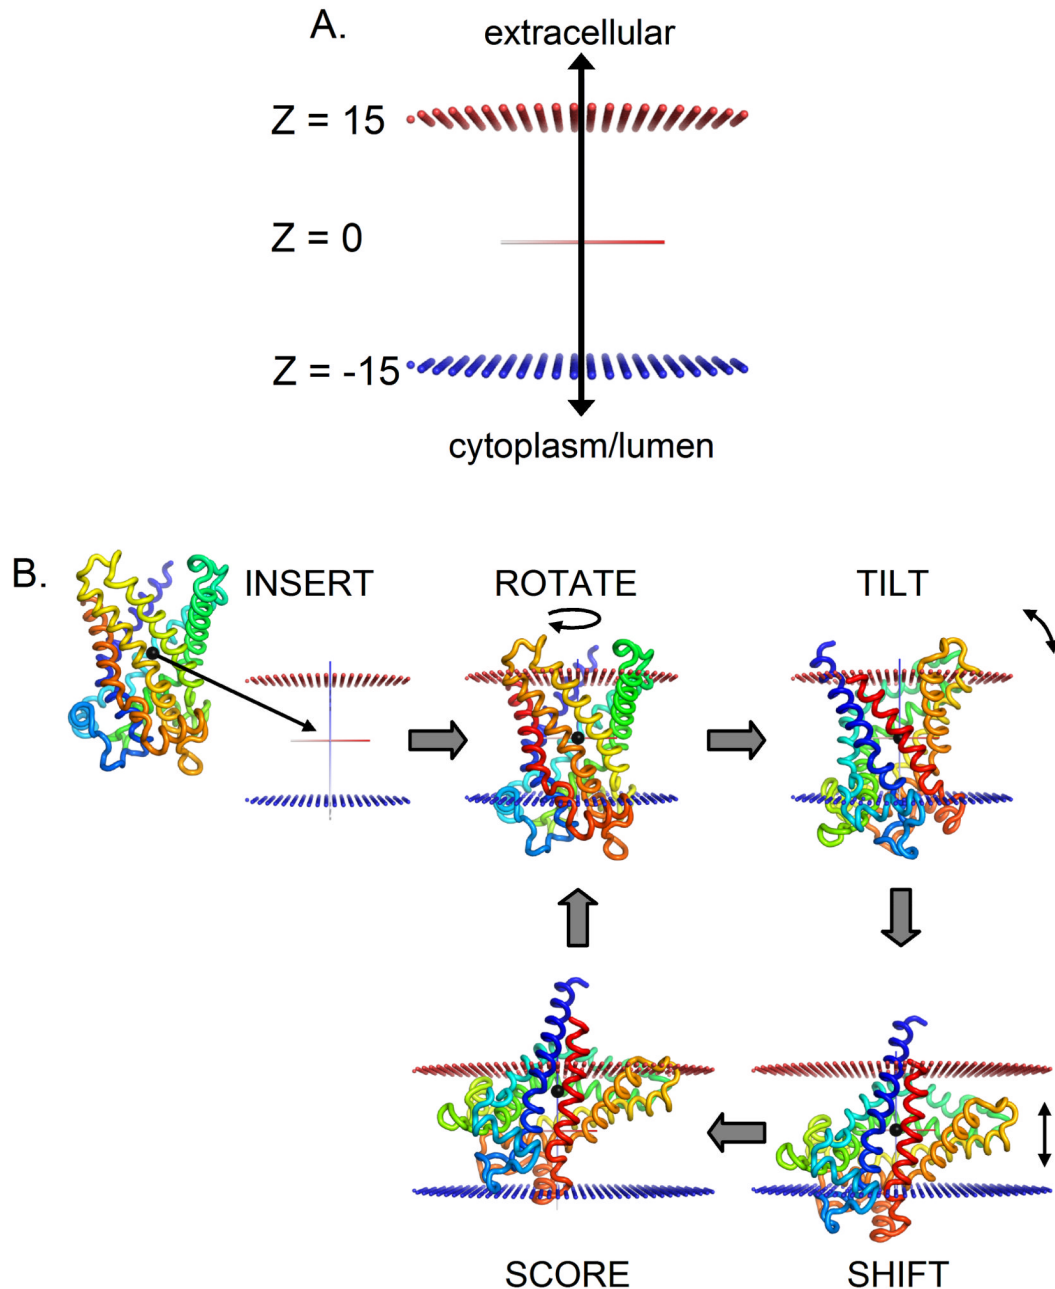 A.
extracellular
Z = 15
Z = 0
Z = -15
cytoplasm/lumen
B.
INSERT
ROTATE
TILT
SCORE
SHIFT